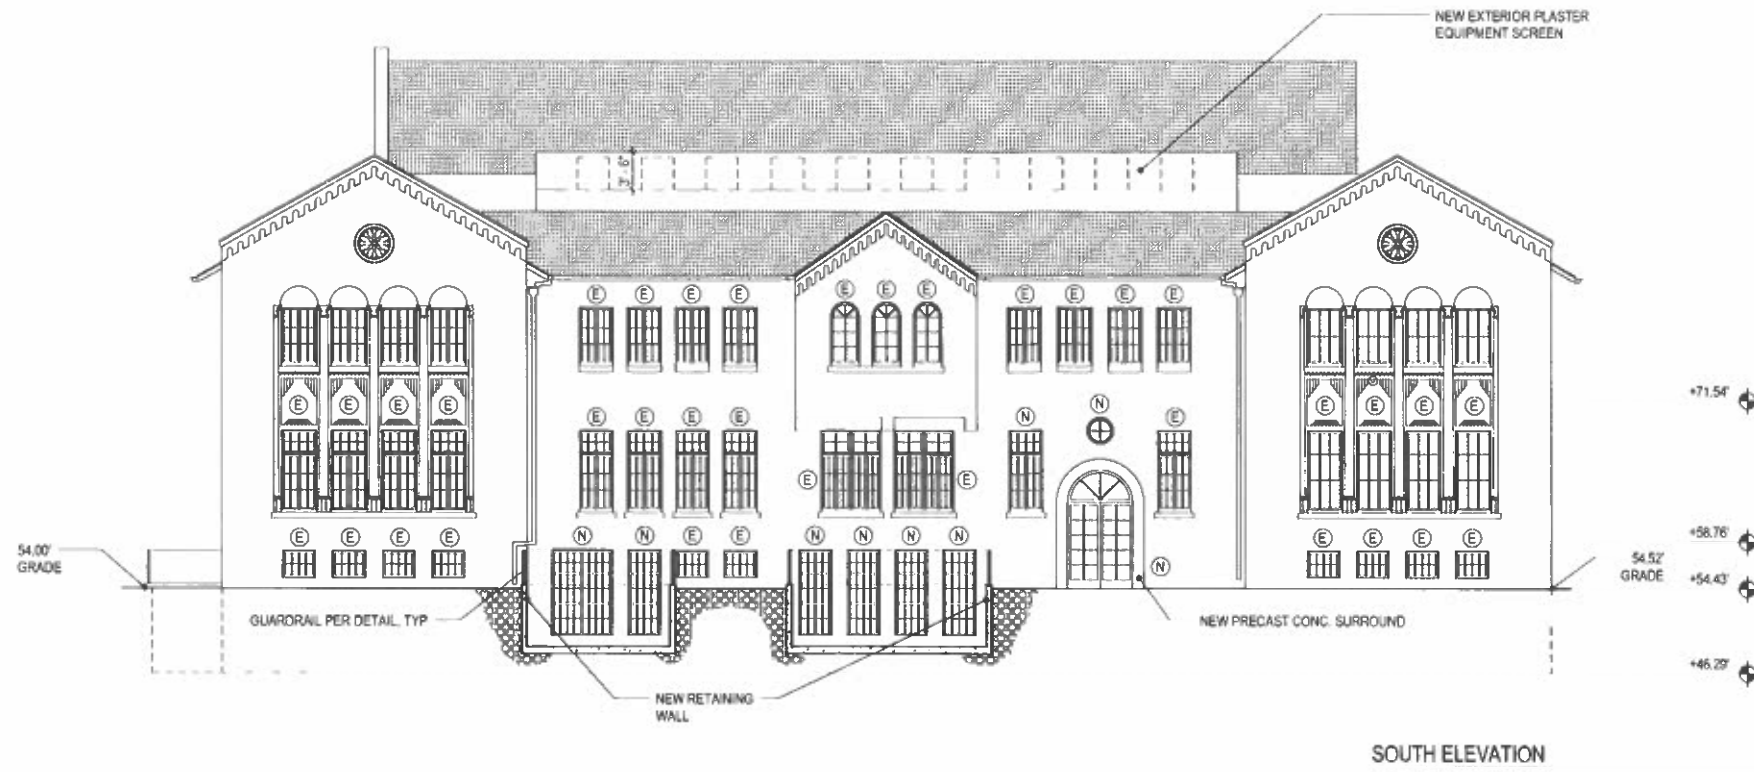 NEW EXTERIOR PLASTER
EQUIPMENT SCREEN
3'-6"
E E E E E E E E E E E
E E E E E E E E
E E E E N N E
E E
E E E E N N E E N N N N E E E E
N
+71.54'
+58.76'
+54.43'
+46.29'
54.00'
GRADE
54.52'
GRADE
GUARDRAIL PER DETAIL, TYP
NEW PRECAST CONC. SURROUND
NEW RETAINING
WALL
SOUTH ELEVATION